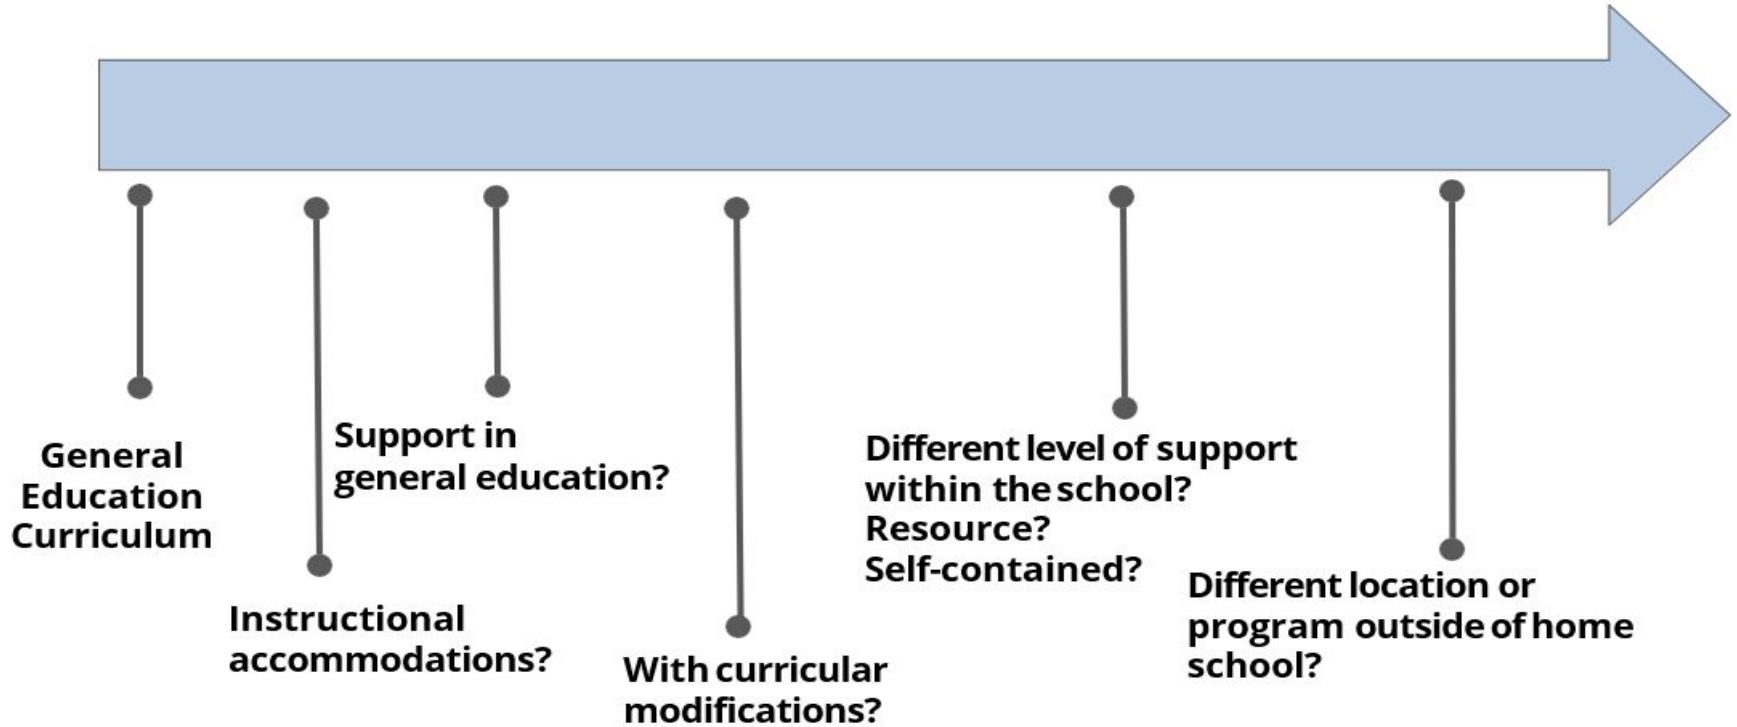 General
Education
Curriculum
Instructional
accommodations?
Support in
general education?
With curricular
modifications?
Different level of support
within the school?
Resource?
Self-contained?
Different location or
program outside of home
school?